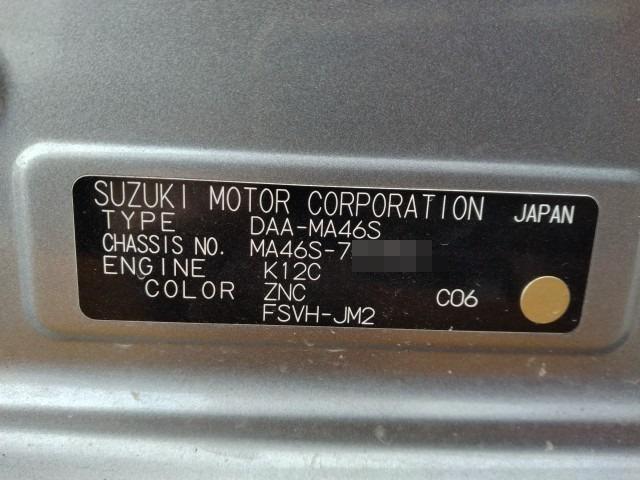 SUZUKI MOTOR CORPORATION JAPAN
TYPE DAA-MA46S
CHASSIS NO. MA46S-7
ENGINE K12C
COLOR ZNC C06
FSVH-JM2